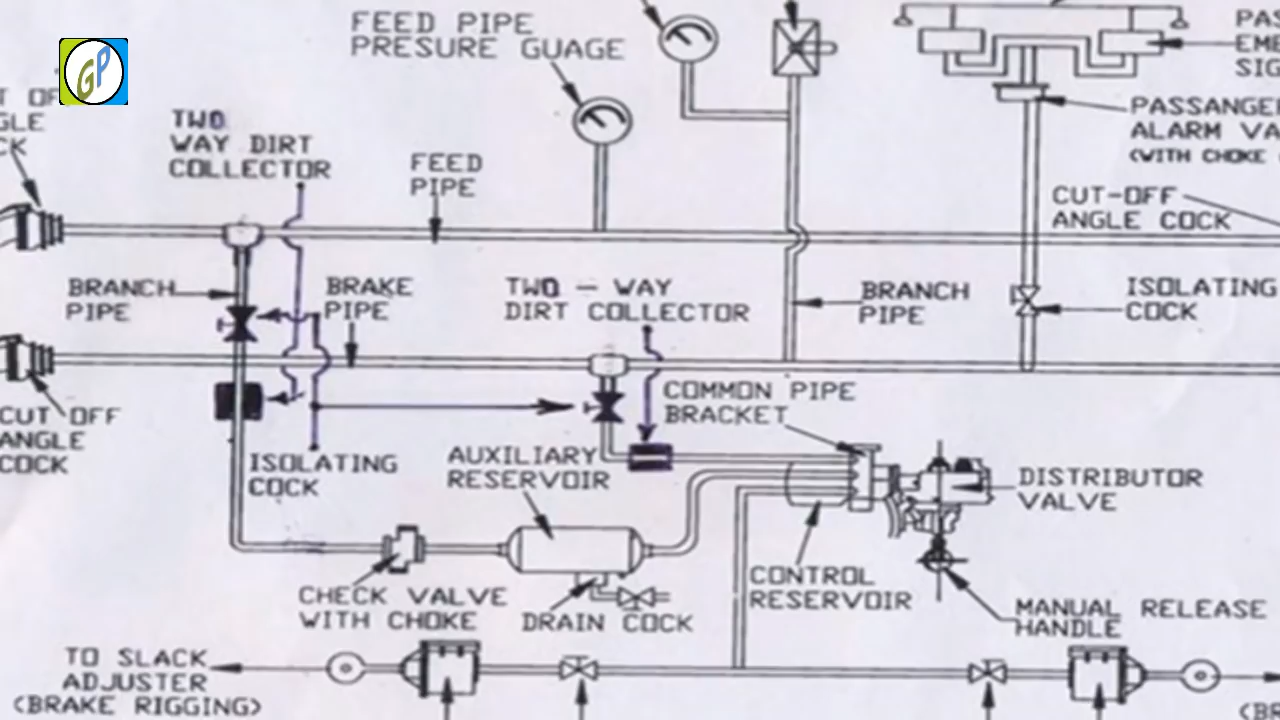 FEED PIPE
PRESURE GUAGE
GP
TWO
WAY DIRT
COLLECTOR
FEED
PIPE
PASSANGER
ALARM VA
(WITH CHOKE
CUT-OFF
ANGLE COCK
BRANCH
PIPE
BRAKE
PIPE
TWO - WAY
DIRT COLLECTOR
BRANCH
PIPE
ISOLATING
COCK
CUT OFF
ANGLE
COCK
COMMON PIPE
BRACKET
ISOLATING
COCK
AUXILIARY
RESERVOIR
DISTRIBUTOR
VALVE
CHECK VALVE
WITH CHOKE
DRAIN COCK
CONTROL
RESERVOIR
MANUAL RELEASE
HANDLE
TO SLACK
ADJUSTER
(BRAKE RIGGING)